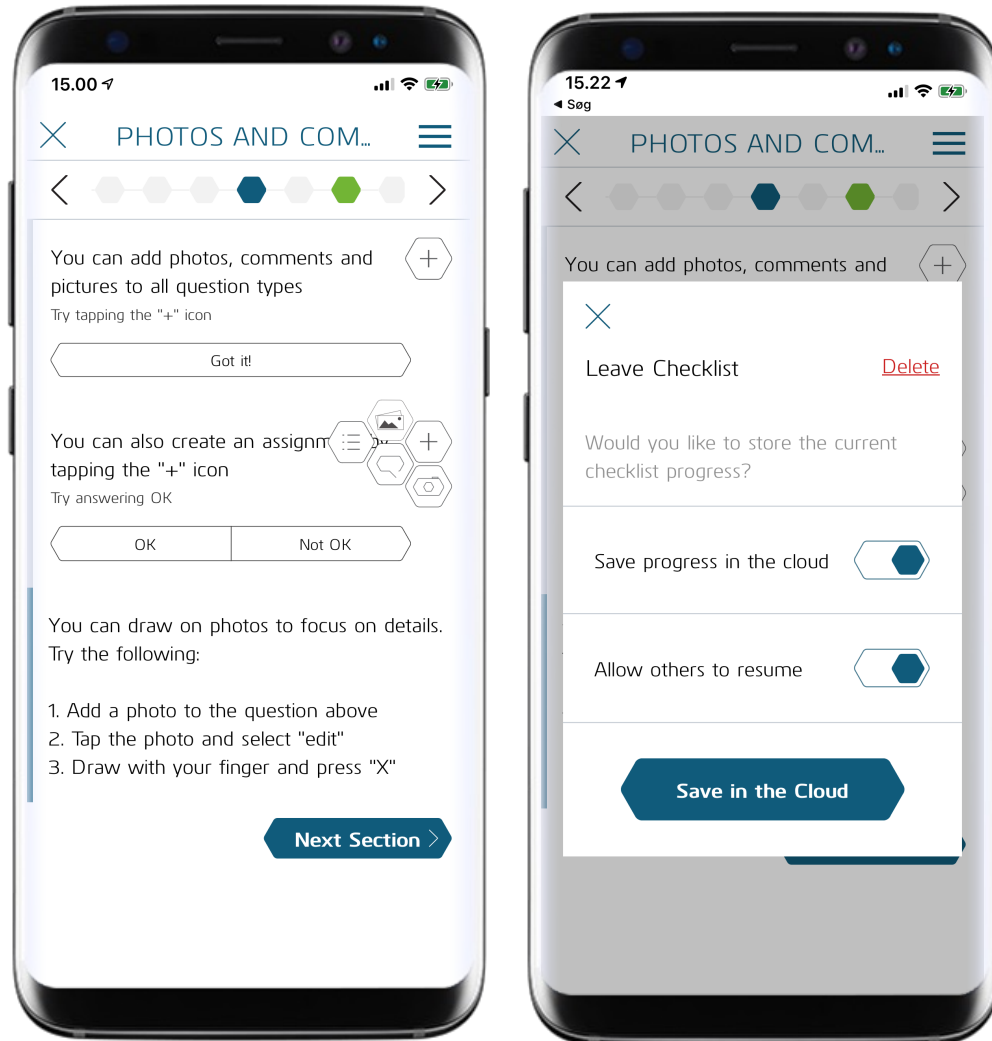 15.00
PHOTOS AND COM...
You can add photos, comments and
pictures to all question types
Try tapping the "+" icon
Got it!
You can also create an assignm by
tapping the "+" icon
Try answering OK
OK
Not OK
You can draw on photos to focus on details.
Try the following:
1. Add a photo to the question above
2. Tap the photo and select "edit"
3. Draw with your finger and press "X"
Next Section
15.22
Søg
PHOTOS AND COM...
You can add photos, comments and
Leave Checklist
Delete
Would you like to store the current
checklist progress?
Save progress in the cloud
Allow others to resume
Save in the Cloud